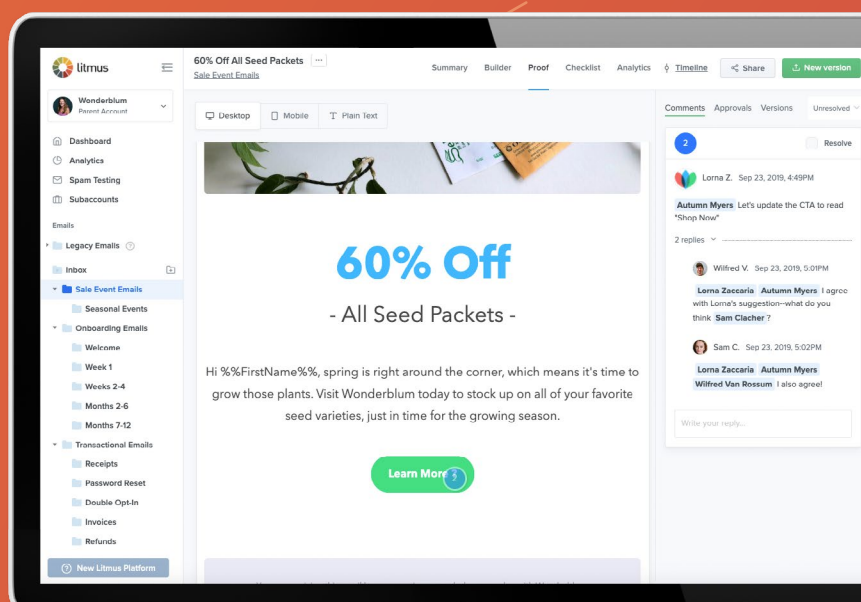 litmus
Wonderblum
Parent Account
Dashboard
Analytics
Spam Testing
Subaccounts
Emails
Legacy Emails ?
Inbox
Sale Event Emails
Seasonal Events
Onboarding Emails
Welcome
Week 1
Weeks 2-4
Months 2-6
Months 7-12
Transactional Emails
Receipts
Password Reset
Double Opt-In
Invoices
Refunds
? New Litmus Platform
60% Off All Seed Packets ...
Sale Event Emails
Summary Builder Proof Checklist Analytics Timeline Share New version
Desktop Mobile T Plain Text
60% Off
- All Seed Packets -
Hi %%FirstName%%, spring is right around the corner, which means it's time to
grow those plants. Visit Wonderblum today to stock up on all of your favorite
seed varieties, just in time for the growing season.
Learn More
2
Comments Approvals Versions Unresolved
2 Resolve
Lorna Z. Sep 23, 2019, 4:49PM
Autumn Myers Let's update the CTA to read
"Shop Now"
2 replies
Wilfred V. Sep 23, 2019, 5:01PM
Lorna Zaccaria Autumn Myers I agree
with Lorna's suggestion--what do you
think Sam Clacher ?
Sam C. Sep 23, 2019, 5:02PM
Lorna Zaccaria Autumn Myers
Wilfred Van Rossum I also agree!
Write your reply...